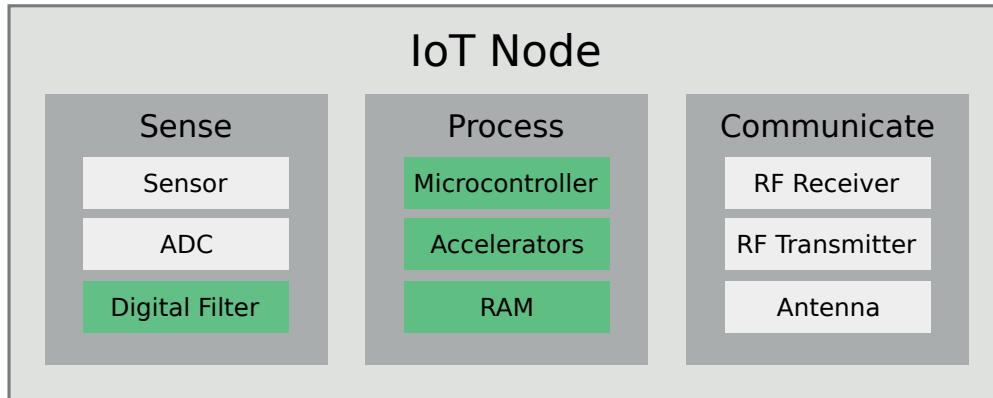 IoT Node
Sense
Sensor
ADC
Digital Filter
Process
Microcontroller
Accelerators
RAM
Communicate
RF Receiver
RF Transmitter
Antenna